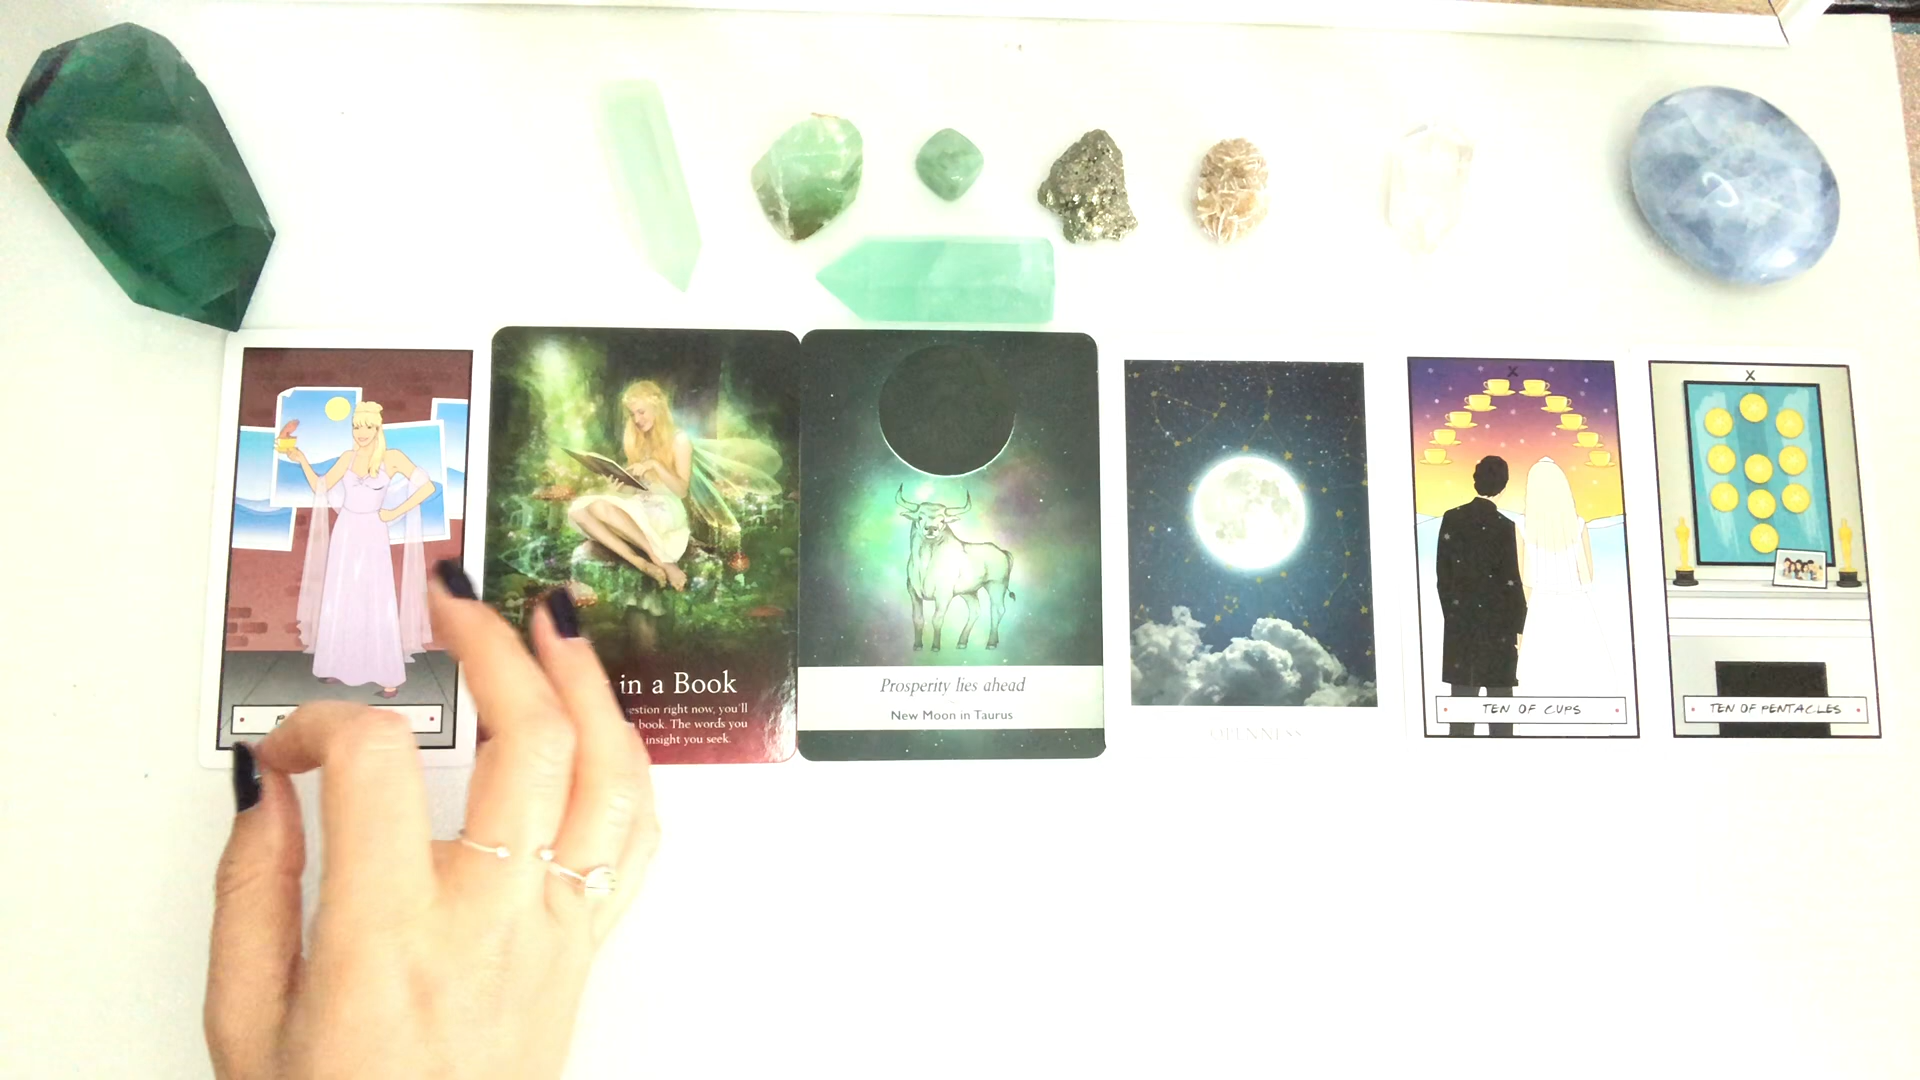 in a Book
right now, you'll
book. The words you
insight you seek.
Prosperity lies ahead
New Moon in Taurus
OPENNESS
X
TEN OF CUPS
X
TEN OF PENTACLES